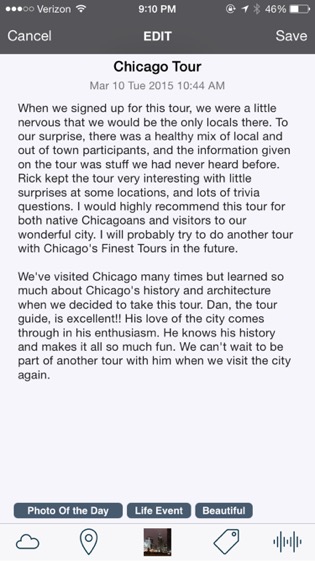 Verizon 9:10 PM 46%
Cancel EDIT Save
Chicago Tour
Mar 10 Tue 2015 10:44 AM
When we signed up for this tour, we were a little
nervous that we would be the only locals there. To
our surprise, there was a healthy mix of local and
out of town participants, and the information given
on the tour was stuff we had never heard before.
Rick kept the tour very interesting with little
surprises at some locations, and lots of trivia
questions. I would highly recommend this tour for
both native Chicagoans and visitors to our
wonderful city. I will probably try to do another tour
with Chicago's Finest Tours in the future.
We've visited Chicago many times but learned so
much about Chicago's history and architecture
when we decided to take this tour. Dan, the tour
guide, is excellent!! His love of the city comes
through in his enthusiasm. He knows his history
and makes it all so much fun. We can't wait to be
part of another tour with him when we visit the city
again.
Photo Of the Day Life Event Beautiful